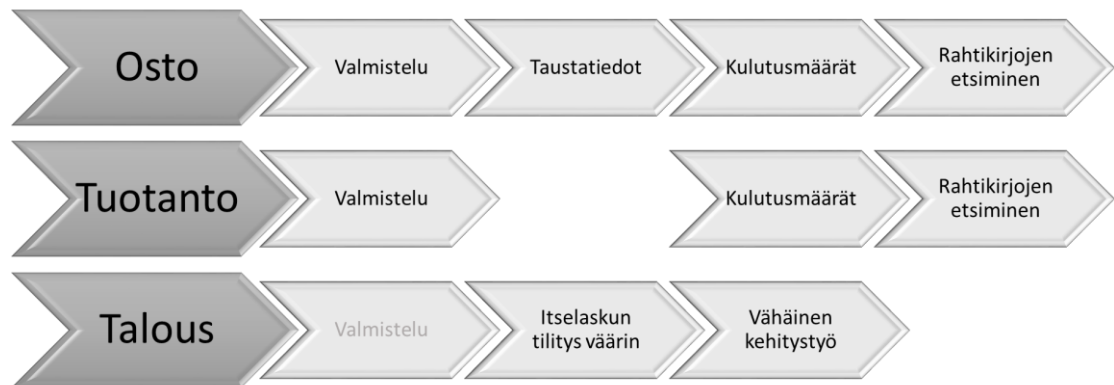 Osto
Valmistelu
Taustatiedot
Kulutusmäärät
Rahtikirjojen
etsiminen
Tuotanto
Valmistelu
Kulutusmäärät
Rahtikirjojen
etsiminen
Talous
Valmistelu
Itselaskun
tilitys väärin
Vähäinen
kehitystyö